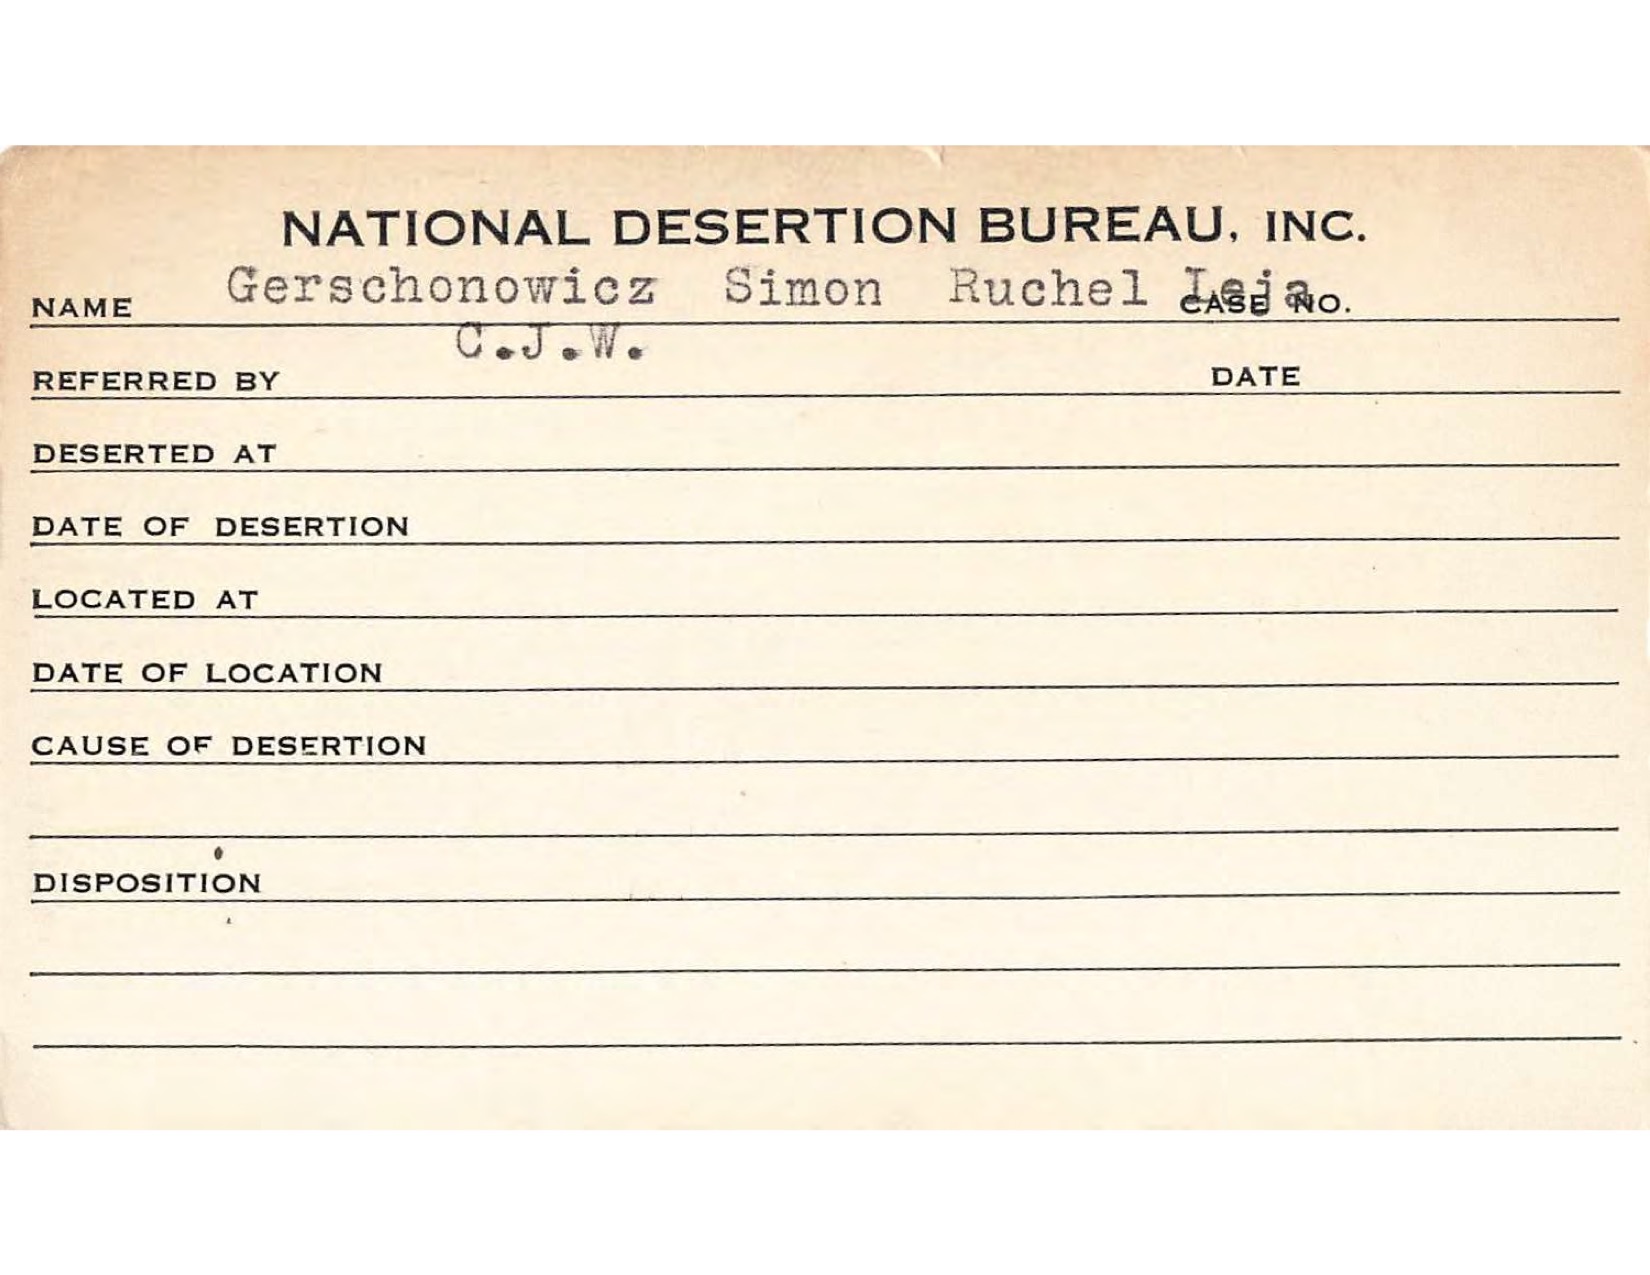 NATIONAL DESERTION BUREAU, INC.
NAME Gerschonowicz Simon Ruchel Leja CASE NO.
C.J.W.
REFERRED BY DATE
DESERTED AT
DATE OF DESERTION
LOCATED AT
DATE OF LOCATION
CAUSE OF DESERTION
DISPOSITION